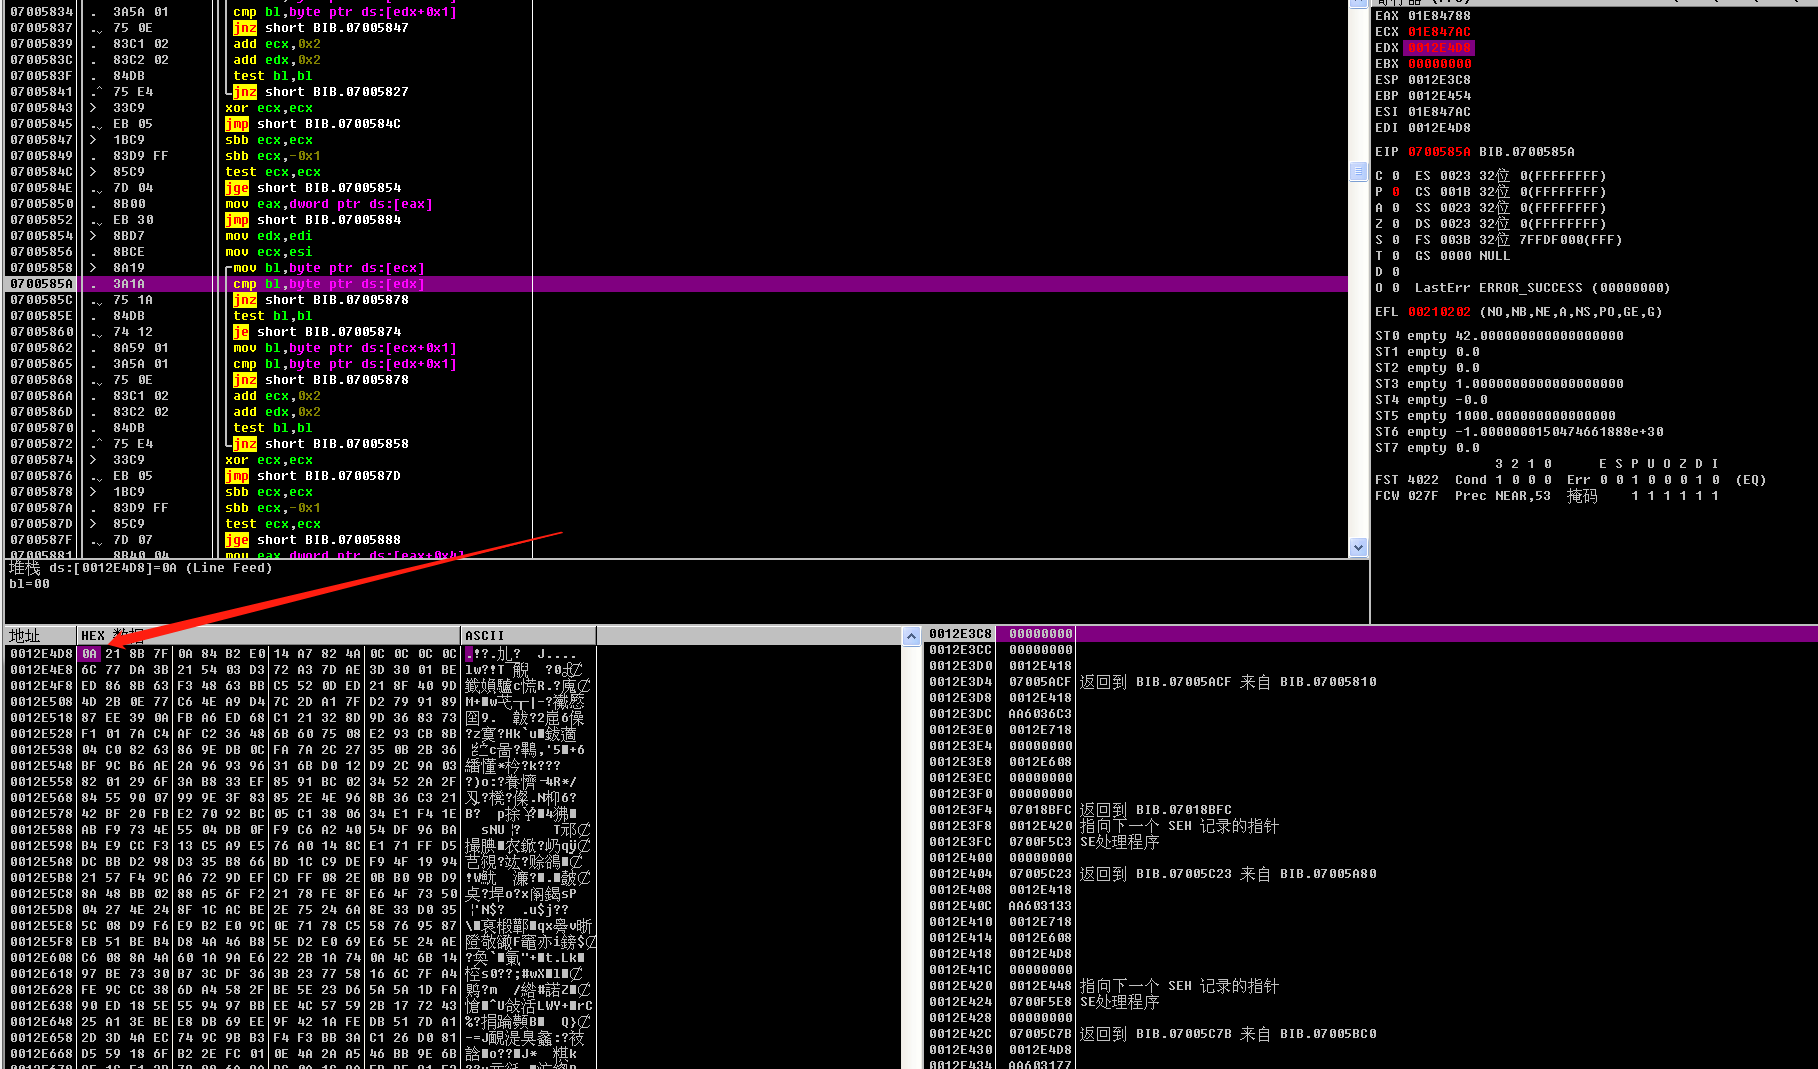 07005834 . 3A5A 01 cmp bl,byte ptr ds:[edx+0x1]
07005837 . 75 0E jnz short BIB.07005847
07005839 . 83C1 02 add ecx,0x2
0700583C . 83C2 02 add edx,0x2
0700583F . 84DB test bl,bl
07005841 .^ 75 E4 jnz short BIB.07005827
07005843 > 33C9 xor ecx,ecx
07005845 . EB 05 jmp short BIB.0700584C
07005847 > 1BC9 sbb ecx,ecx
07005849 . 83D9 FF sbb ecx,-0x1
0700584C > 85C9 test ecx,ecx
0700584E . 7D 04 jge short BIB.07005854
07005850 . 8B00 mov eax,dword ptr ds:[eax]
07005852 . EB 30 jmp short BIB.07005884
07005854 > 8BD7 mov edx,edi
07005856 . 8BCE mov ecx,esi
07005858 > 8A19 mov bl,byte ptr ds:[ecx]
0700585A . 3A1A cmp bl,byte ptr ds:[edx]
0700585C . 75 1A jnz short BIB.07005878
0700585E . 84DB test bl,bl
07005860 . 74 12 je short BIB.07005874
07005862 . 8A59 01 mov bl,byte ptr ds:[ecx+0x1]
07005865 . 3A5A 01 cmp bl,byte ptr ds:[edx+0x1]
07005868 . 75 0E jnz short BIB.07005878
0700586A . 83C1 02 add ecx,0x2
0700586D . 83C2 02 add edx,0x2
07005870 . 84DB test bl,bl
07005872 .^ 75 E4 jnz short BIB.07005858
07005874 > 33C9 xor ecx,ecx
07005876 . EB 05 jmp short BIB.0700587D
07005878 > 1BC9 sbb ecx,ecx
0700587A . 83D9 FF sbb ecx,-0x1
0700587D > 85C9 test ecx,ecx
0700587F . 7D 07 jge short BIB.07005888
07005881 . 8B40 04 mov eax,dword ptr ds:[eax+0x4]
堆栈 ds:[0012E4D8]=0A (Line Feed)
bl=00
EAX 01E84788
ECX 01E847AC
EDX 0012E4D8
EBX 00000000
ESP 0012E3C8
EBP 0012E454
ESI 01E847AC
EDI 0012E4D8
EIP 0700585A BIB.0700585A
C 0 ES 0023 32位 0(FFFFFFFF)
P 0 CS 001B 32位 0(FFFFFFFF)
A 0 SS 0023 32位 0(FFFFFFFF)
Z 0 DS 0023 32位 0(FFFFFFFF)
S 0 FS 003B 32位 7FFDF000(FFF)
T 0 GS 0000 NULL
D 0
O 0 LastErr ERROR_SUCCESS (00000000)
EFL 00210202 (NO,NB,NE,A,NS,PO,GE,G)
ST0 empty 42.000000000000000000
ST1 empty 0.0
ST2 empty 0.0
ST3 empty 1.0000000000000000000
ST4 empty -0.0
ST5 empty 1000.0000000000000000
ST6 empty -1.0000000150474661888e+30
ST7 empty 0.0
3 2 1 0 E S P U O Z D I
FST 4022 Cond 1 0 0 0 Err 0 0 1 0 0 0 1 0 (EQ)
FCW 027F Prec NEAR,53 掩码 1 1 1 1 1 1
地址 HEX 数据 ASCII
0012E4D8 0A 21 8B 7F 0A 84 B2 E0 14 A7 82 4A 0C 0C 0C 0C
0012E4E8 6C 77 DA 3B 21 54 03 D3 72 A3 7D AE 3D 30 01 BE
0012E4F8 ED 86 8B 63 F3 48 63 BB C5 52 0D ED 21 8F 40 9D
0012E508 4D 2B 0E 77 C6 4E A9 D4 7C 2D A1 7F D2 79 91 89
0012E518 87 EE 39 0A FB A6 ED 68 C1 21 32 8D 9D 36 83 73
0012E528 F1 01 7A C4 AF C2 36 48 6B 60 75 08 E2 93 CB 8B
0012E538 04 C0 82 63 86 9E DB 0C FA 7A 2C 27 35 0B 2B 36
0012E548 BF 9C B6 AE 2A 96 93 96 31 6B D0 12 D9 2C 9A 03
0012E558 82 01 29 6F 3A B8 33 EF 85 91 BC 02 34 52 2A 2F
0012E568 84 55 90 07 99 9E 3F 83 85 2E 4E 96 8B 36 C3 21
0012E578 42 BF 20 FB E2 70 92 BC 05 C1 38 06 34 E1 F4 1E
0012E588 AB F9 73 4E 55 04 DB 0F F9 C6 A2 40 54 DF 96 BA
0012E598 B4 E9 CC F3 13 C5 A9 E5 76 A0 14 8C E1 71 FF D5
0012E5A8 DC BB D2 98 D3 35 B8 66 BD 1C C9 DE F9 4F 19 94
0012E5B8 21 57 F4 9C A6 72 9D EF CD FF 08 2E 0B B0 9B D9
0012E5C8 8A 48 BB 02 88 A5 6F F2 21 78 FE 8F E6 4F 73 50
0012E5D8 04 27 4E 24 8F 1C AC BE 2E 75 24 6A 8E 33 D0 35
0012E5E8 5C 08 D9 F6 E9 B2 E0 9C 0E 71 78 C5 58 76 95 87
0012E5F8 EB 51 BE B4 D8 4A 46 B8 5E D2 E0 69 E6 5E 24 AE
0012E608 C6 08 8A 4A 60 1A 9A E6 22 2B 1A 74 0A 4C 6B 14
0012E618 97 BE 73 30 B7 3C DF 36 3B 23 77 58 16 6C 7F A4
0012E628 FE 9C CC 38 6D A4 58 2F BE 5E 23 D6 5A 5A 1D FA
0012E638 90 ED 18 5E 55 94 97 BB EE 4C 57 59 2B 17 72 43
0012E648 25 A1 3E BE E8 DB 69 EE 9F 42 1A FE DB 51 7D A1
0012E658 2D 3D 4A EC 74 9C 9B B3 F4 F3 BB 3A C1 26 D0 81
0012E668 D5 59 18 6F B2 2E FC 01 0E 4A 2A A5 46 BB 9E 6B
0012E3C8 00000000
0012E3CC 00000000
0012E3D0 0012E418
0012E3D4 07005ACF 返回到 BIB.07005ACF 来自 BIB.07005810
0012E3D8 0012E418
0012E3DC AA6036C3
0012E3E0 0012E718
0012E3E4 00000000
0012E3E8 0012E608
0012E3EC 00000000
0012E3F0 00000000
0012E3F4 07018BFC 返回到 BIB.07018BFC
0012E3F8 0012E420 指向下一个 SEH 记录的指针
0012E3FC 0700F5C3 SE处理程序
0012E400 00000000
0012E404 07005C23 返回到 BIB.07005C23 来自 BIB.07005A80
0012E408 0012E418
0012E40C AA603133
0012E410 0012E718
0012E414 0012E608
0012E418 0012E4D8
0012E41C 00000000
0012E420 0012E448 指向下一个 SEH 记录的指针
0012E424 0700F5E8 SE处理程序
0012E428 00000000
0012E42C 07005C7B 返回到 BIB.07005C7B 来自 BIB.07005BC0
0012E430 0012E4D8
0012E434 AA603177